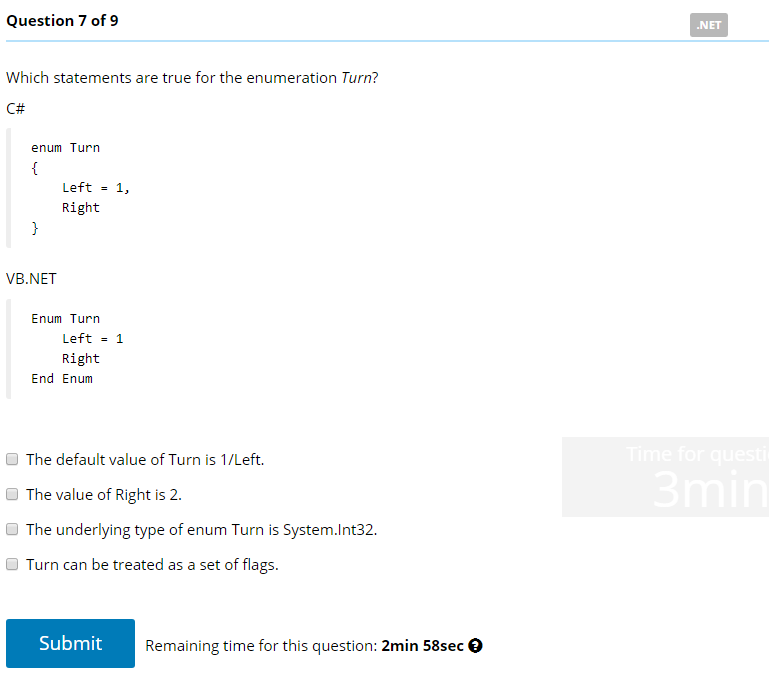 Question 7 of 9
.NET
Which statements are true for the enumeration Turn?
C#
enum Turn
{
    Left = 1,
    Right
}
VB.NET
Enum Turn
    Left = 1
    Right
End Enum
The default value of Turn is 1/Left.
The value of Right is 2.
The underlying type of enum Turn is System.Int32.
Turn can be treated as a set of flags.
Time for questi
3min
Submit
Remaining time for this question: 2min 58sec ?